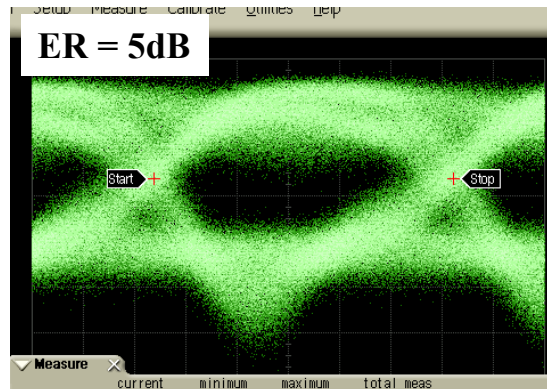 Setup Measure Calibrate Utilities Help
ER = 5dB
Start Stop
Measure
current minimum maximum total meas